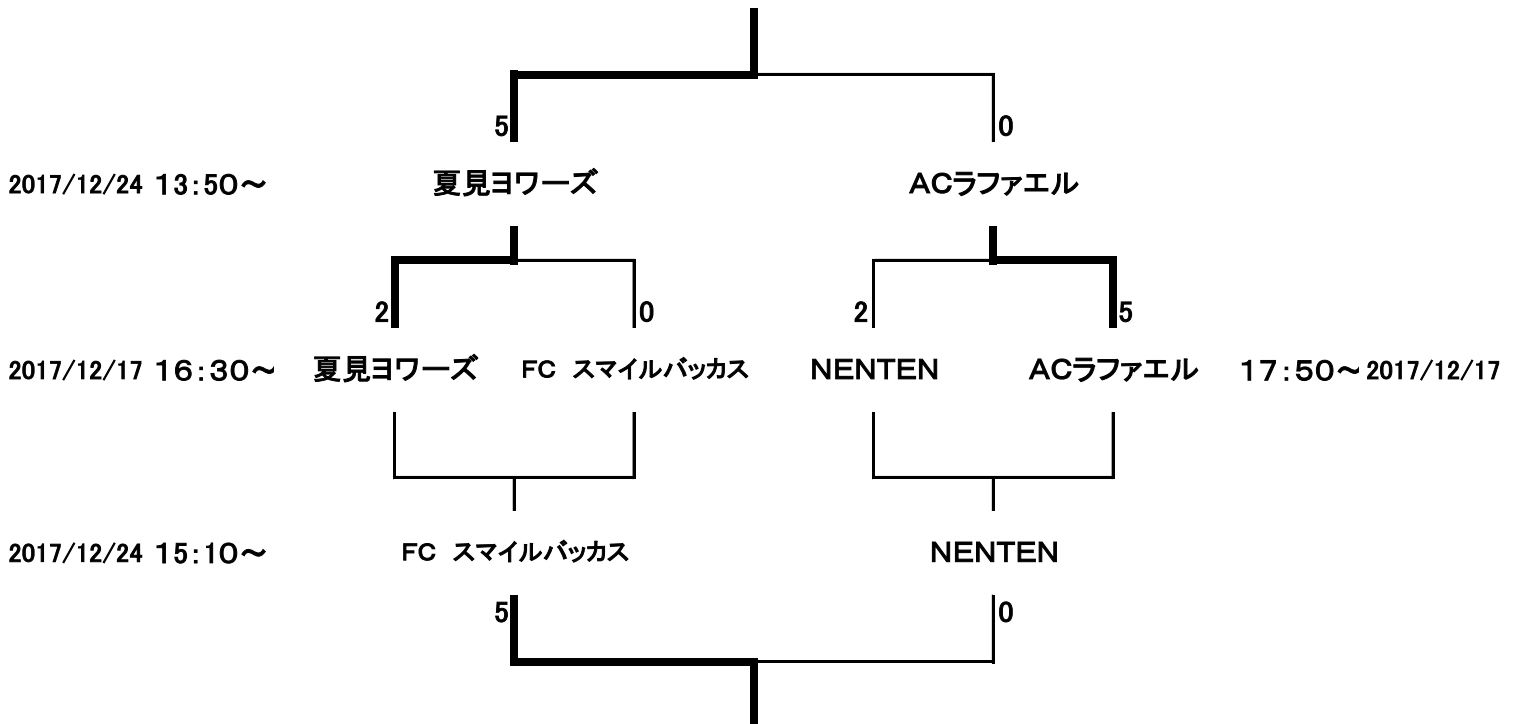 5 0
2017/12/24 13:50～ 夏見ヨワーズ ACラファエル
2 0 2 5
2017/12/17 16:30～ 夏見ヨワーズ FC スマイルバッカス NENTEN ACラファエル 17:50～2017/12/17
2017/12/24 15:10～ FC スマイルバッカス NENTEN
5 0